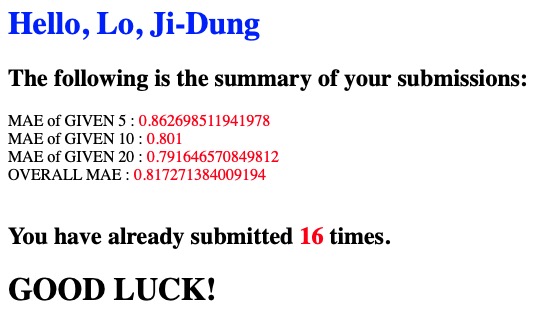 Hello, Lo, Ji-Dung
The following is the summary of your submissions:
MAE of GIVEN 5 : 0.862698511941978
MAE of GIVEN 10 : 0.801
MAE of GIVEN 20 : 0.791646570849812
OVERALL MAE : 0.817271384009194
You have already submitted 16 times.
GOOD LUCK!